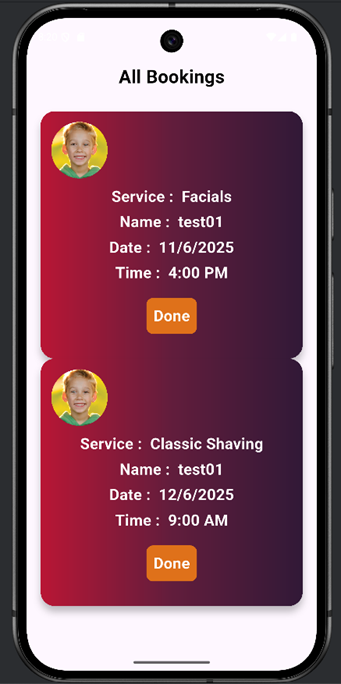 All Bookings
Service : Facials
Name : test01
Date : 11/6/2025
Time : 4:00 PM
Done
Service : Classic Shaving
Name : test01
Date : 12/6/2025
Time : 9:00 AM
Done